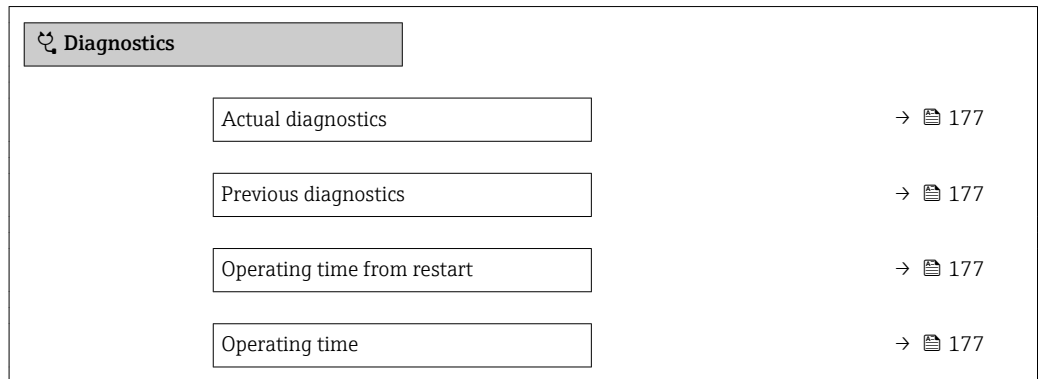 Diagnostics
Actual diagnostics → 177
Previous diagnostics → 177
Operating time from restart → 177
Operating time → 177